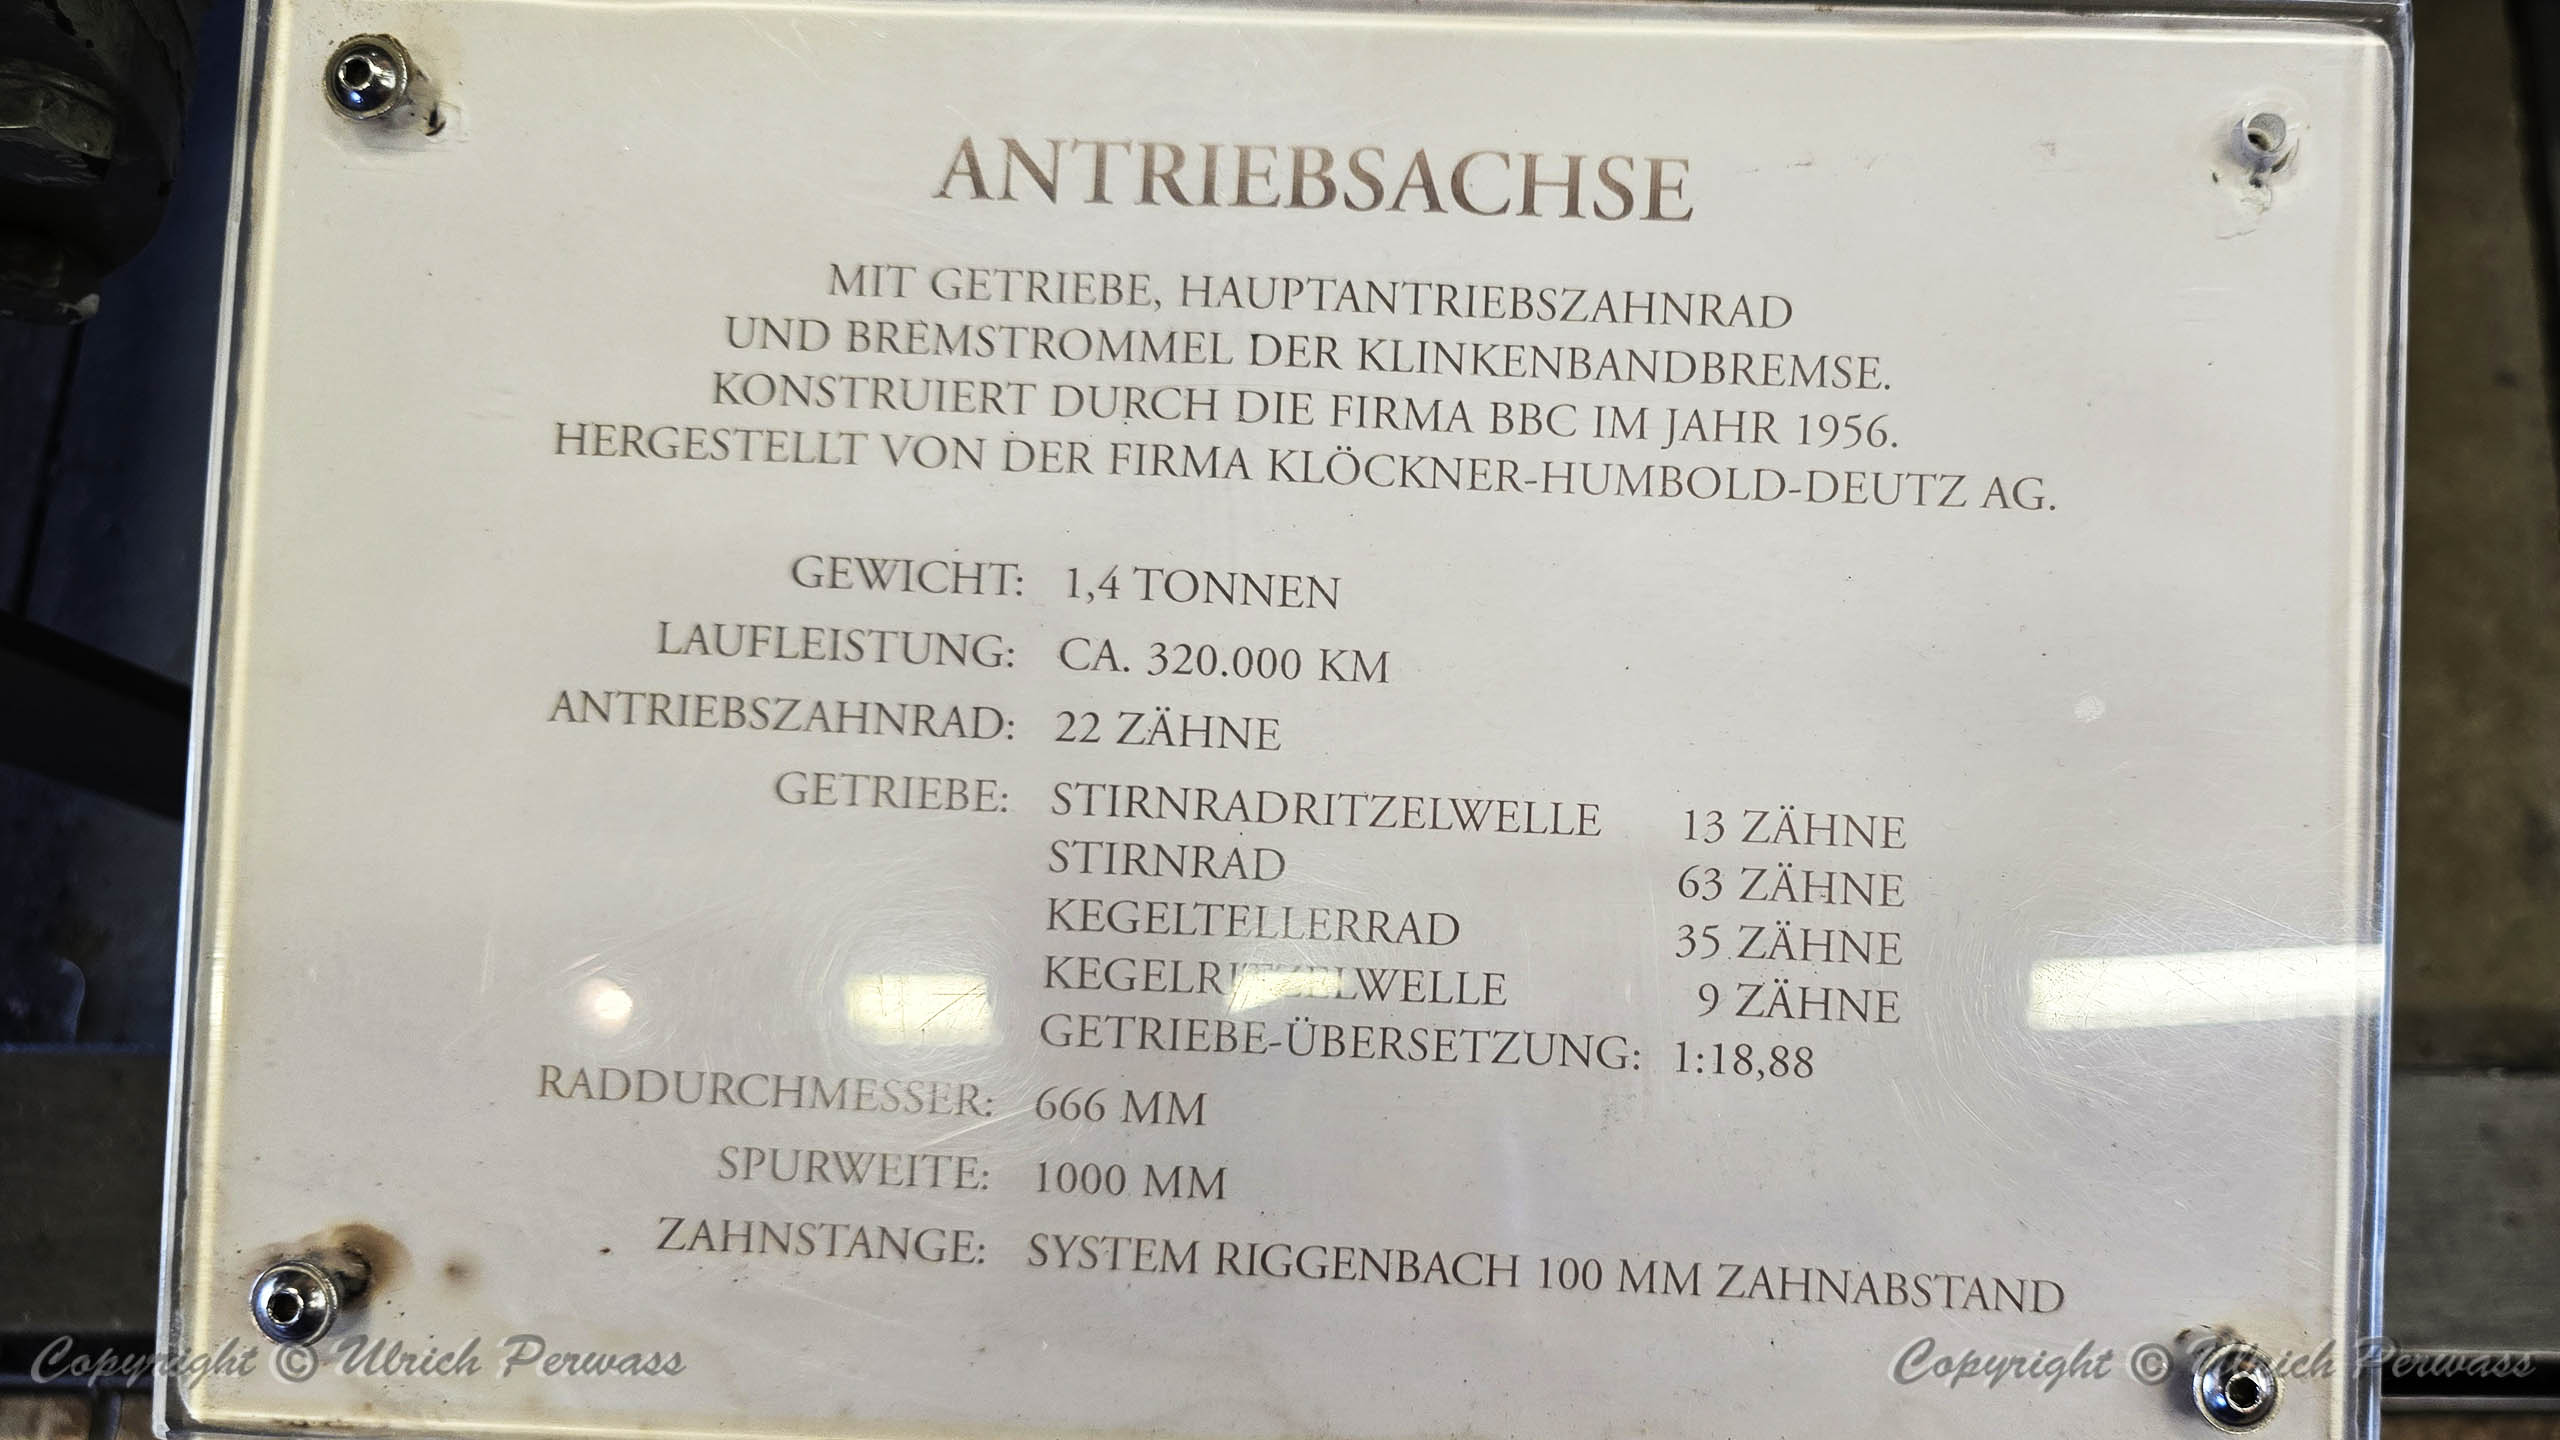 ANTRIEBSACHSE
MIT GETRIEBE, HAUPTANTRIEBSZAHNRAD
UND BREMSTROMMEL DER KLINKENBANDBREMSE.
KONSTRUIERT DURCH DIE FIRMA BBC IM JAHR 1956.
HERGESTELLT VON DER FIRMA KLÖCKNER-HUMBOLD-DEUTZ AG.
GEWICHT: 1,4 TONNEN
LAUFLEISTUNG: CA. 320.000 KM
ANTRIEBSZAHNRAD: 22 ZÄHNE
GETRIEBE: STIRNRADRITZELWELLE 13 ZÄHNE
STIRNRAD 63 ZÄHNE
KEGELTELLERRAD 35 ZÄHNE
KEGELRITZELWELLE 9 ZÄHNE
GETRIEBE-ÜBERSETZUNG: 1:18,88
RADDURCHMESSER: 666 MM
SPURWEITE: 1000 MM
ZAHNSTANGE: SYSTEM RIGGENBACH 100 MM ZAHNABSTAND
Copyright © Ulrich Perwass
Copyright © Ulrich Perwass